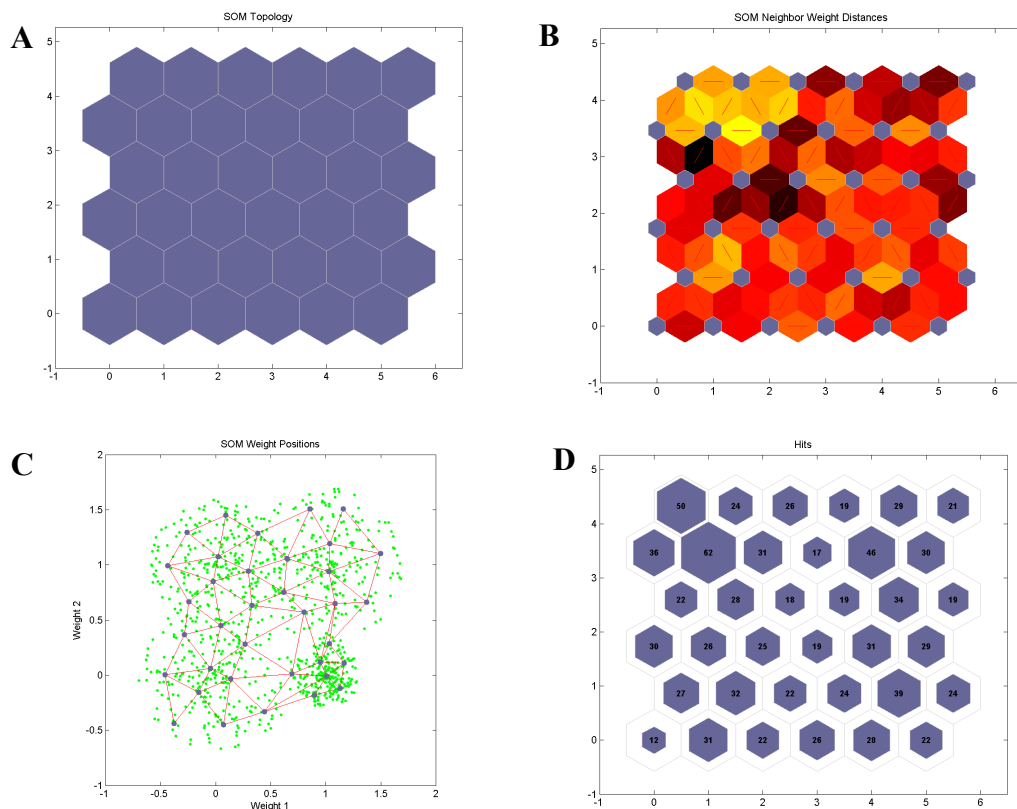 A
SOM Topology
5
4
3
2
1
0
-1
-1 0 1 2 3 4 5 6
B
SOM Neighbor Weight Distances
5
4
3
2
1
0
-1
-1 0 1 2 3 4 5 6
C
SOM Weight Positions
2
1.5
1
0.5
0
-0.5
-1
Weight 2
-1 -0.5 0 0.5 1 1.5 2
Weight 1
D
Hits
5
4
3
2
1
0
-1
50 24 26 19 29 21
36 62 31 17 46 30
22 28 18 19 34 19
30 26 25 19 31 29
27 32 22 24 39 24
12 31 22 26 28 22
-1 0 1 2 3 4 5 6